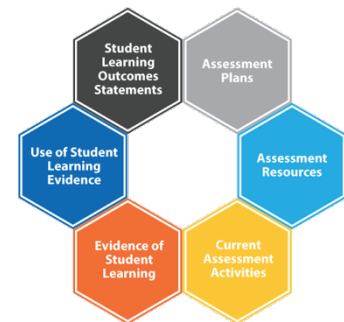 Student
Learning
Outcomes
Statements
Assessment
Plans
Use of Student
Learning
Evidence
Assessment
Resources
Evidence of
Student
Learning
Current
Assessment
Activities